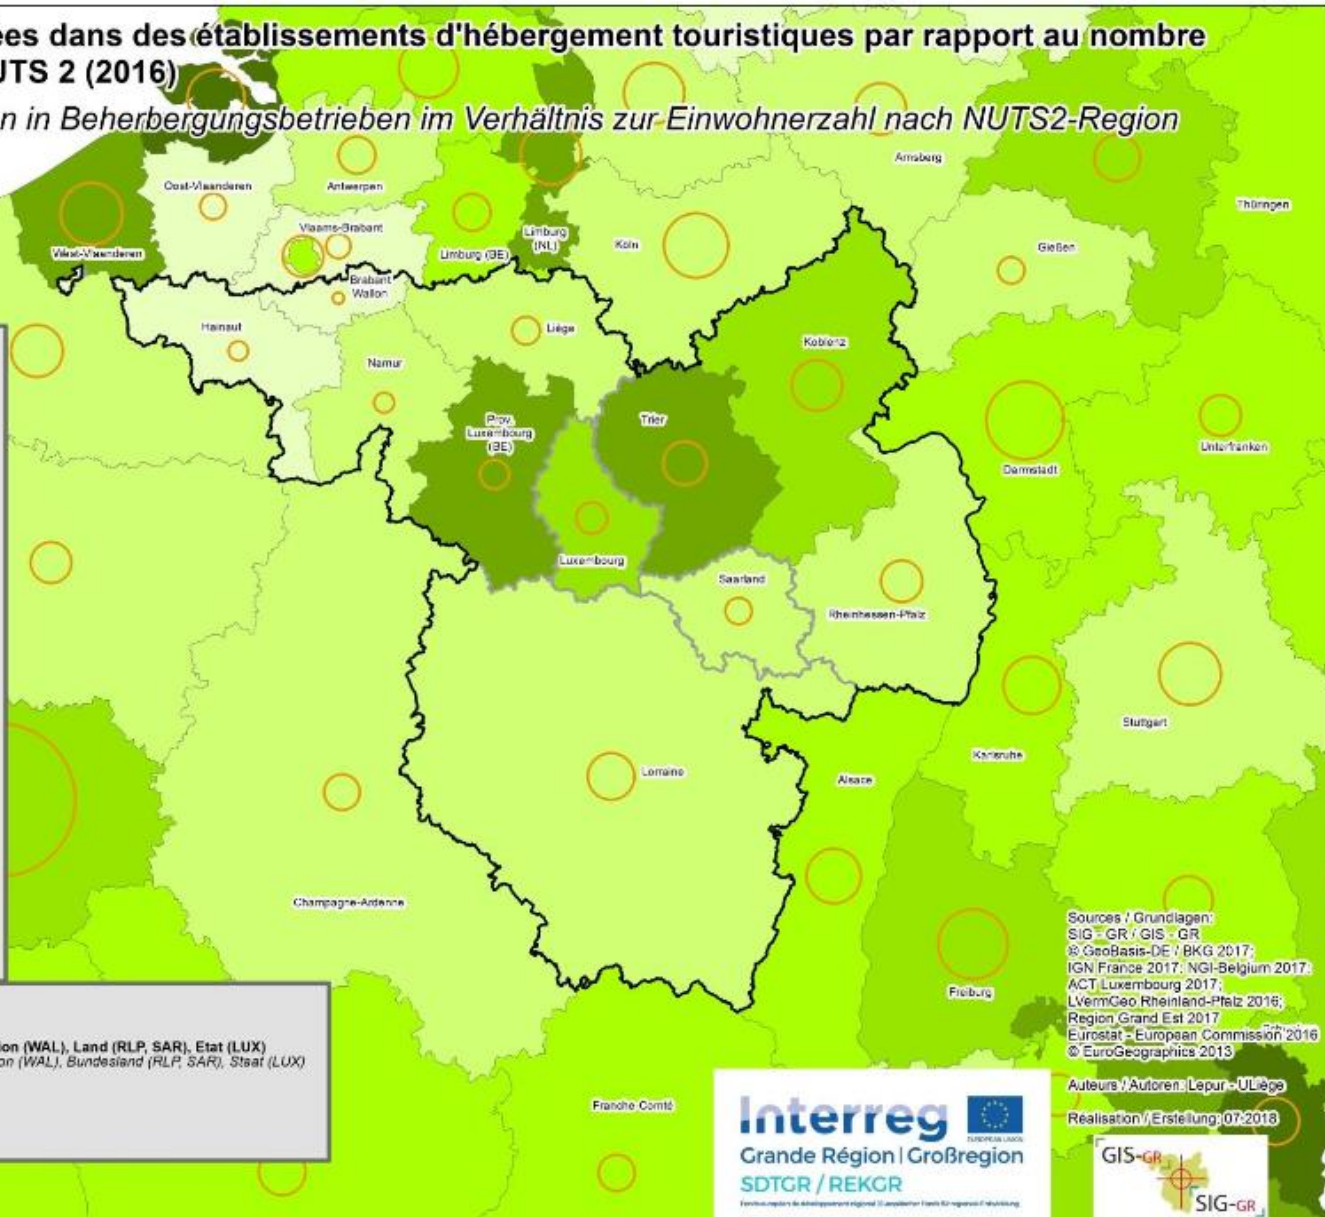 ées dans des établissements d'hébergement touristiques par rapport au nombre
UTS 2 (2016)
n in Beherbergungsbetrieben im Verhältnis zur Einwohnerzahl nach NUTS2-Region
Arnsberg
Oost-Vlaanderen
Antwerpen
Thüringen
Vlaams-Brabant
Limburg
(NL)
Köln
Gießen
West-Vlaanderen
Limburg (BE)
Brabant
Wallon
Hainaut
Liège
Koblenz
Namur
Prov.
Luxembourg
(BE)
Trier
Unterfranken
Darmstadt
Luxembourg
Saarland
Rheinhessen-Pfalz
Stuttgart
Karlsruhe
Lorraine
Alsace
Champagne-Ardenne
Freiburg
Sources / Grundlagen:
SIG - GR / GIS - GR
© GeoBasis-DE / BKG 2017;
IGN France 2017; NGI-Belgium 2017;
ACT Luxembourg 2017;
LVermGeo Rheinland-Pfalz 2016;
Region Grand Est 2017
Eurostat - European Commission 2016
© EuroGeographics 2013
ion (WAL), Land (RLP, SAR), Etat (LUX)
on (WAL), Bundesland (RLP, SAR), Staat (LUX)
Auteurs / Autoren: Lepur - ULiège
Franche-Comté
Réalisation / Erstellung: 07-2018
Interreg
EUROPEAN UNION
Grande Région | Großregion
SDTGR / REKGR
GIS-GR
SIG-GR